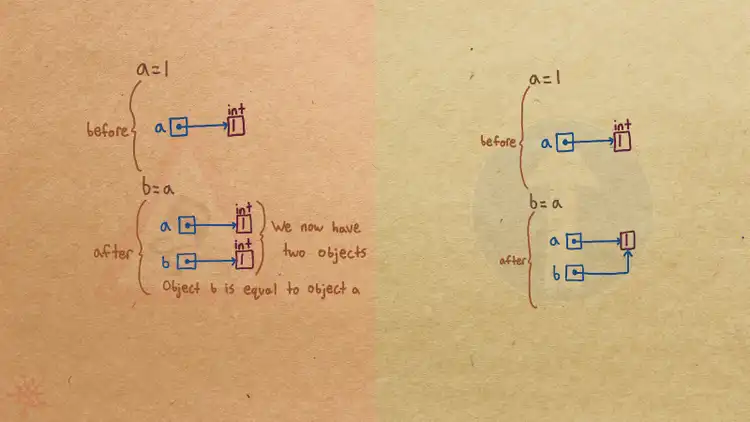 a=1
int
before
a
1
b=a
int
a
1
int
b
1
after
We now have
two objects
Object b is equal to object a
a=1
int
before
a
1
b=a
a
1
b
after